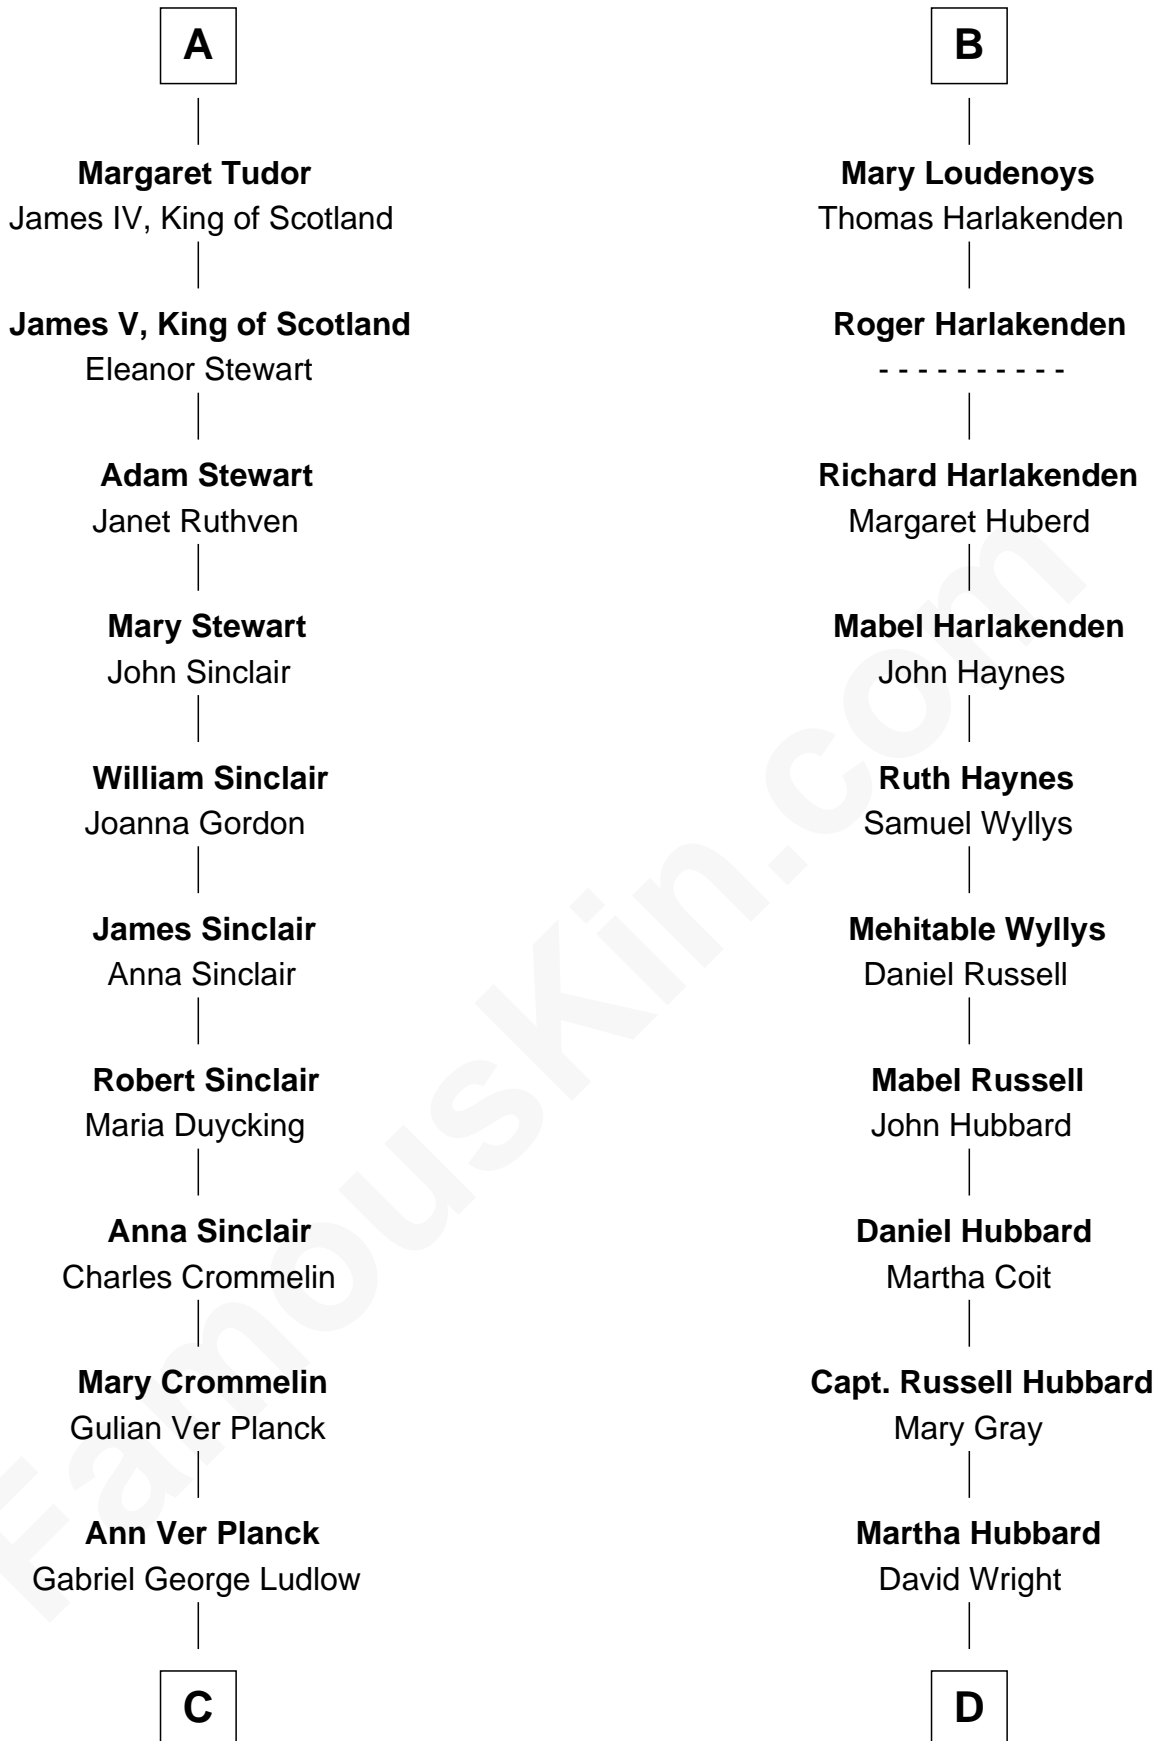 A
Margaret Tudor
James IV, King of Scotland
James V, King of Scotland
Eleanor Stewart
Adam Stewart
Janet Ruthven
Mary Stewart
John Sinclair
William Sinclair
Joanna Gordon
James Sinclair
Anna Sinclair
Robert Sinclair
Maria Duycking
Anna Sinclair
Charles Crommelin
Mary Crommelin
Gulian Ver Planck
Ann Ver Planck
Gabriel George Ludlow
C
B
Mary Loudenoys
Thomas Harlakenden
Roger Harlakenden
- - - - - - - - - -
Richard Harlakenden
Margaret Huberd
Mabel Harlakenden
John Haynes
Ruth Haynes
Samuel Wyllys
Mehitable Wyllys
Daniel Russell
Mabel Russell
John Hubbard
Daniel Hubbard
Martha Coit
Capt. Russell Hubbard
Mary Gray
Martha Hubbard
David Wright
D
FamousKin.com